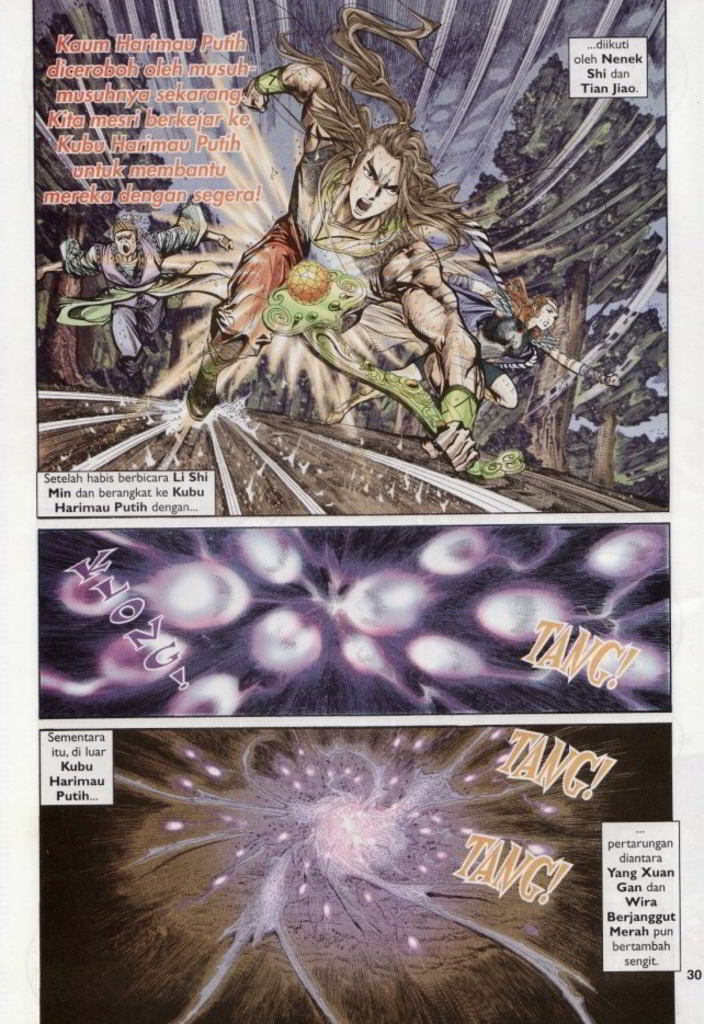 Kaum Harimau Putih
diceroboh oleh musuh-
musuhnya sekarang.
Kita mesri berkejar ke
Kubu Harimau Putih
untuk membantu
mereka dengan segera!
...diikuti
oleh Nenek
Shi dan
Tian Jiao.
Setelah habis berbicara Li Shi
Min dan berangkat ke Kubu
Harimau Putih dengan...
KLONG!
TANG!
Sementara
itu, di luar
Kubu
Harimau
Putih...
TANG!
TANG!
...
pertarungan
diantara
Yang Xuan
Gan dan
Wira
Berjanggut
Merah pun
bertambah
sengit.
30